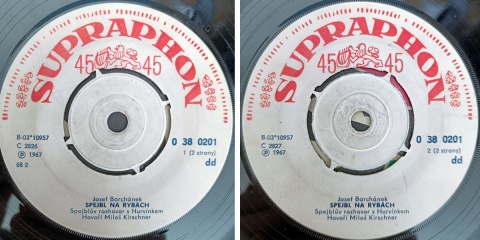 SUPRAPHON
45 45
B-03*10957
C 2826
℗ 1967
68 2
0 38 0201
1 (2 strany)
dd
Josef Barchánek
SPEJBL NA RYBÁCH
Spejblův rozhovor s Hurvínkem
Hovoří Miloš Kirschner
SUPRAPHON
45 45
B-03*10957
C 2827
℗ 1967
0 38 0201
2 (2 strany)
dd
Josef Barchánek
SPEJBL NA RYBÁCH
Spejblův rozhovor s Hurvínkem
Hovoří Miloš Kirschner